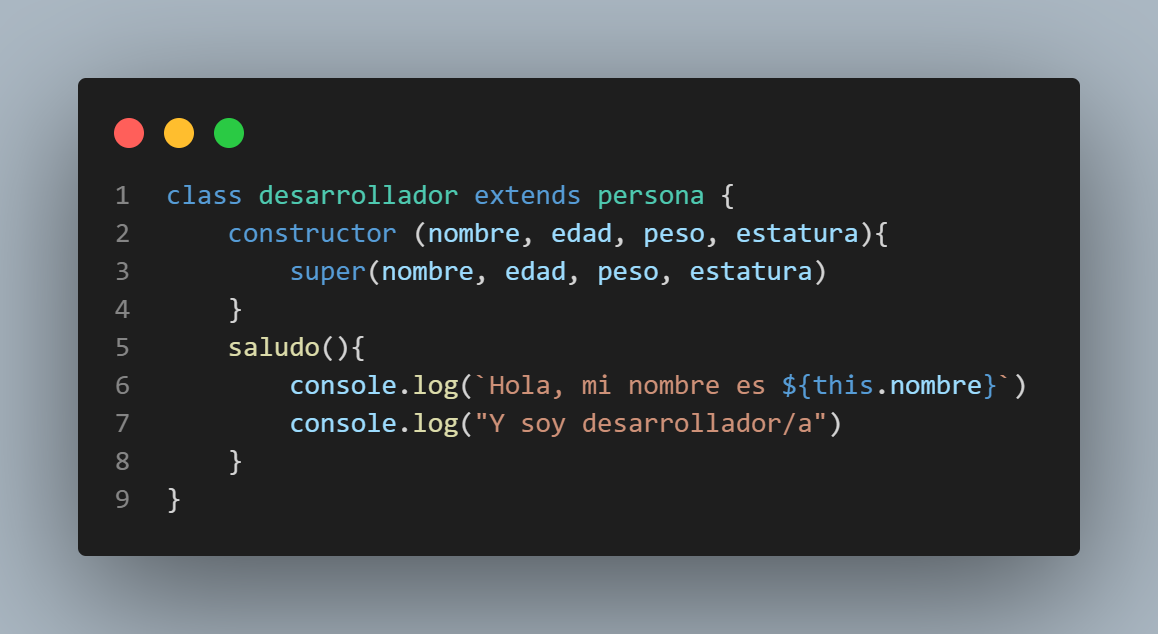 1 class desarrollador extends persona {
2     constructor (nombre, edad, peso, estatura){
3         super(nombre, edad, peso, estatura)
4     }
5     saludo(){
6         console.log(`Hola, mi nombre es ${this.nombre}`)
7         console.log("Y soy desarrollador/a")
8     }
9 }